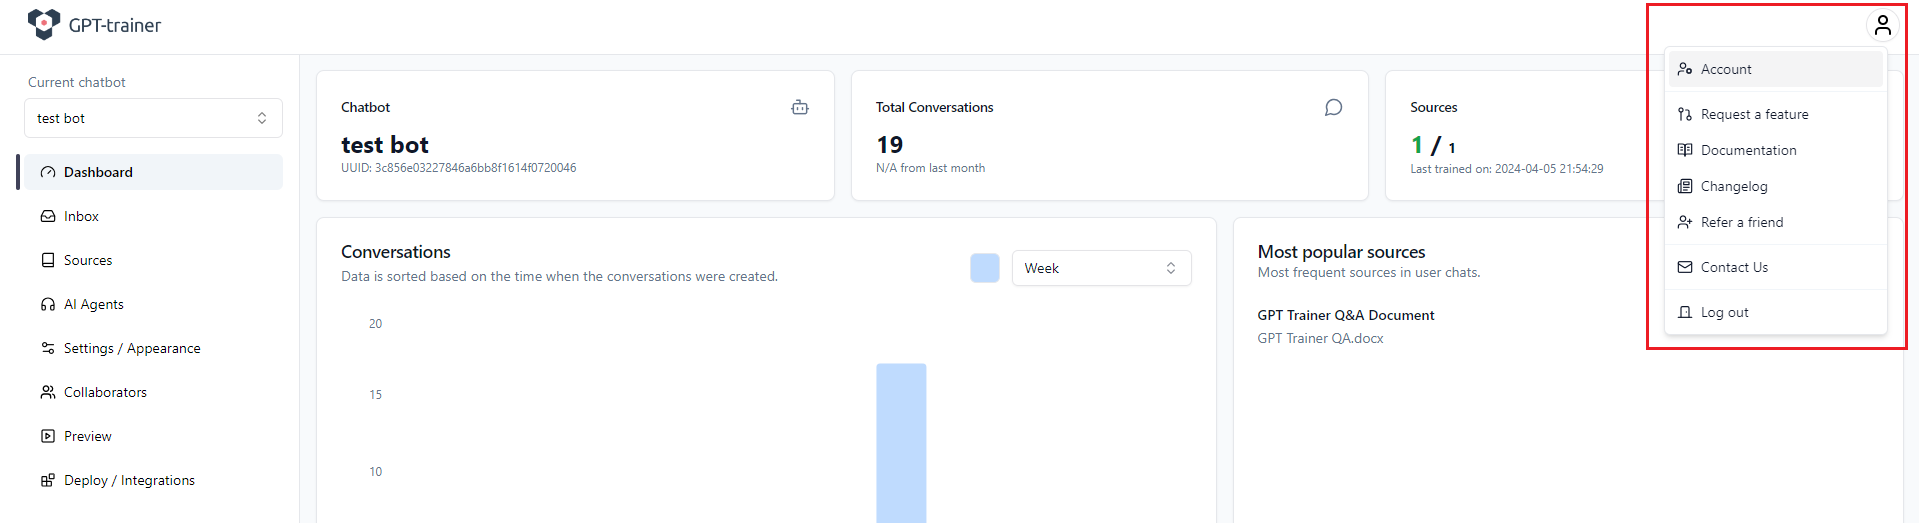 GPT-trainer
Current chatbot
test bot
Dashboard
Inbox
Sources
AI Agents
Settings / Appearance
Collaborators
Preview
Deploy / Integrations
Chatbot
test bot
UUID: 3c856e03227846a6bb8f1614f0720046
Total Conversations
19
N/A from last month
Sources
1 / 1
Last trained on: 2024-04-05 21:54:29
Conversations
Data is sorted based on the time when the conversations were created.
Week
20
15
10
Most popular sources
Most frequent sources in user chats.
GPT Trainer Q&A Document
GPT Trainer QA.docx
Account
Request a feature
Documentation
Changelog
Refer a friend
Contact Us
Log out